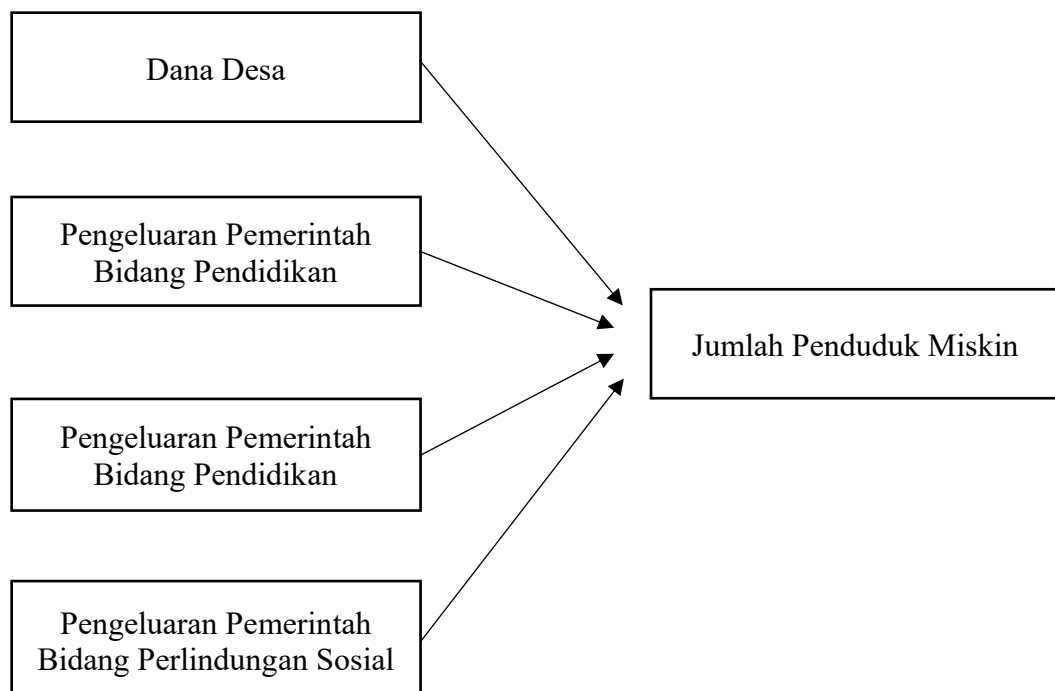 Dana Desa
Pengeluaran Pemerintah
Bidang Pendidikan
Pengeluaran Pemerintah
Bidang Pendidikan
Pengeluaran Pemerintah
Bidang Perlindungan Sosial
Jumlah Penduduk Miskin